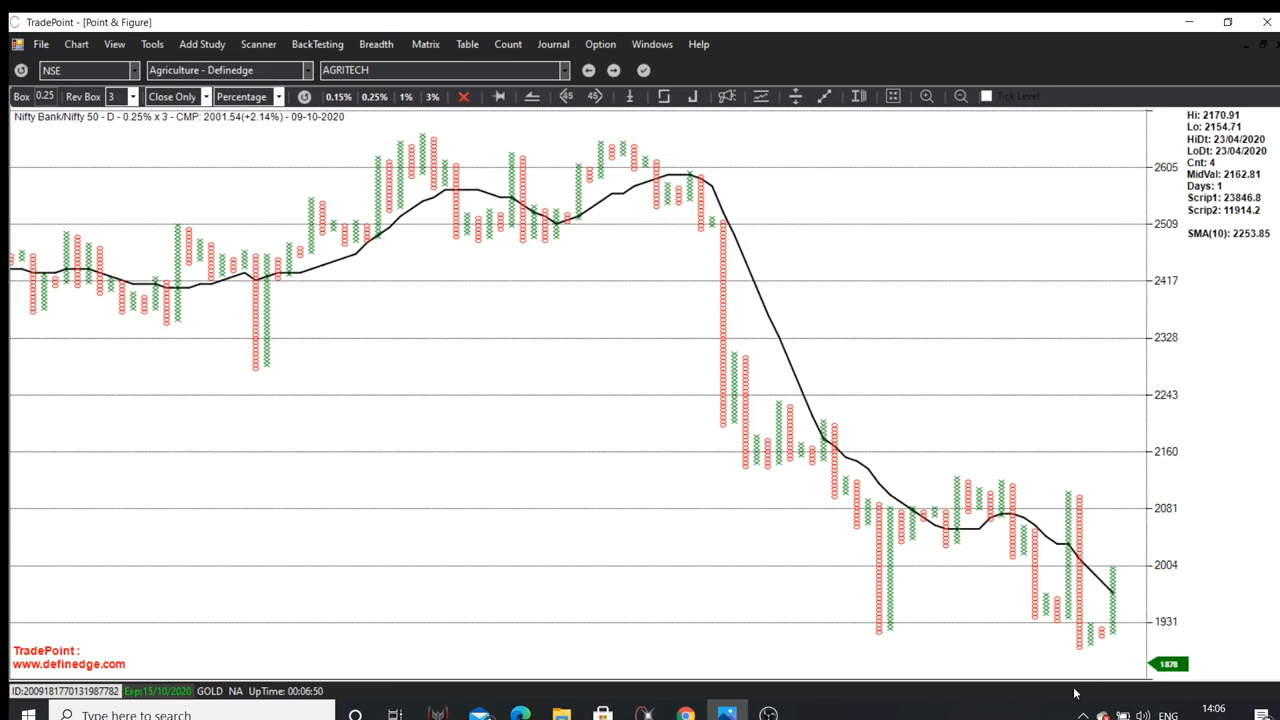 TradePoint - [Point & Figure]
File Chart View Tools Add Study Scanner BackTesting Breadth Matrix Table Count Journal Option Windows Help
NSE Agriculture - Definedge AGRITECH
Box 0.25 Rev Box 3 Close Only Percentage 0.15% 0.25% 1% 3% 45 45 Tick Level
Nifty Bank/Nifty 50 - D - 0.25% x 3 - CMP: 2001.54(+2.14%) - 09-10-2020
Hi: 2170.91
Lo: 2154.71
HiDt: 23/04/2020
LoDt: 23/04/2020
Cnt: 4
MidVal: 2162.81
Days: 1
Scrip1: 23846.8
Scrip2: 11914.2
SMA(10): 2253.85
2605
2509
2417
2328
2243
2160
2081
2004
1931
1878
TradePoint :
www.definedge.com
ID:2009181770131987782 Exp:15/10/2020 GOLD NA UpTime: 00:06:50
Type here to search
ENG
14:06